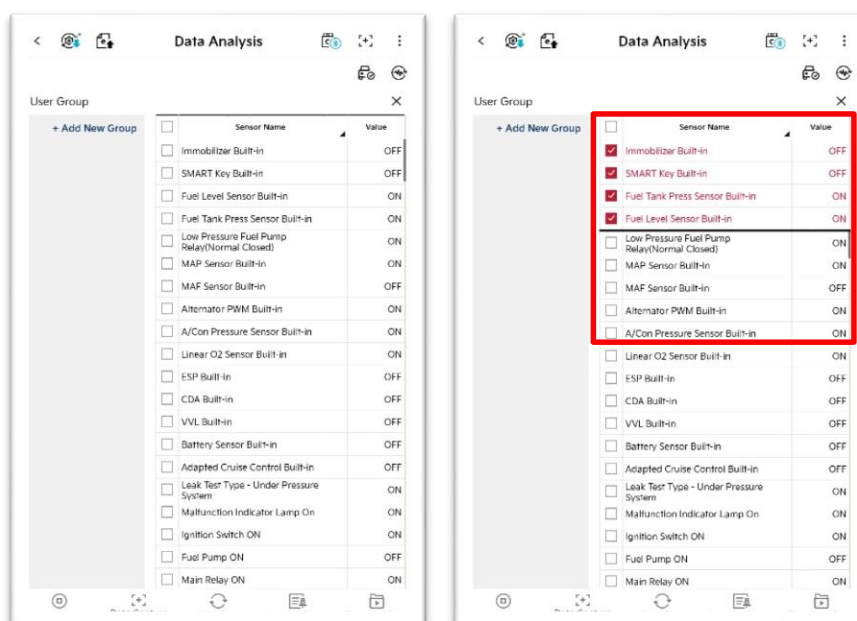 Data Analysis
User Group
+ Add New Group
Sensor Name
Value
Immobilizer Built-in
OFF
SMART Key Built-in
OFF
Fuel Level Sensor Built-in
ON
Fuel Tank Press Sensor Built-in
ON
Low Pressure Fuel Pump
Relay(Normal Closed)
ON
MAP Sensor Built-in
ON
MAF Sensor Built-in
OFF
Alternator PWM Built-in
ON
A/Con Pressure Sensor Built-in
ON
Linear O2 Sensor Built-in
ON
ESP Built-in
OFF
CDA Built-in
OFF
VVL Built-in
OFF
Battery Sensor Built-in
OFF
Adapted Cruise Control Built-in
OFF
Leak Test Type - Under Pressure
System
ON
Malfunction Indicator Lamp On
ON
Ignition Switch ON
ON
Fuel Pump ON
OFF
Main Relay ON
ON
Data Analysis
User Group
+ Add New Group
Sensor Name
Value
Immobilizer Built-in
OFF
SMART Key Built-in
OFF
Fuel Tank Press Sensor Built-in
ON
Fuel Level Sensor Built-in
ON
Low Pressure Fuel Pump
Relay(Normal Closed)
ON
MAP Sensor Built-in
ON
MAF Sensor Built-in
OFF
Alternator PWM Built-in
ON
A/Con Pressure Sensor Built-in
ON
Linear O2 Sensor Built-in
ON
ESP Built-in
OFF
CDA Built-in
OFF
VVL Built-in
OFF
Battery Sensor Built-in
OFF
Adapted Cruise Control Built-in
OFF
Leak Test Type - Under Pressure
System
ON
Malfunction Indicator Lamp On
ON
Ignition Switch ON
ON
Fuel Pump ON
OFF
Main Relay ON
ON